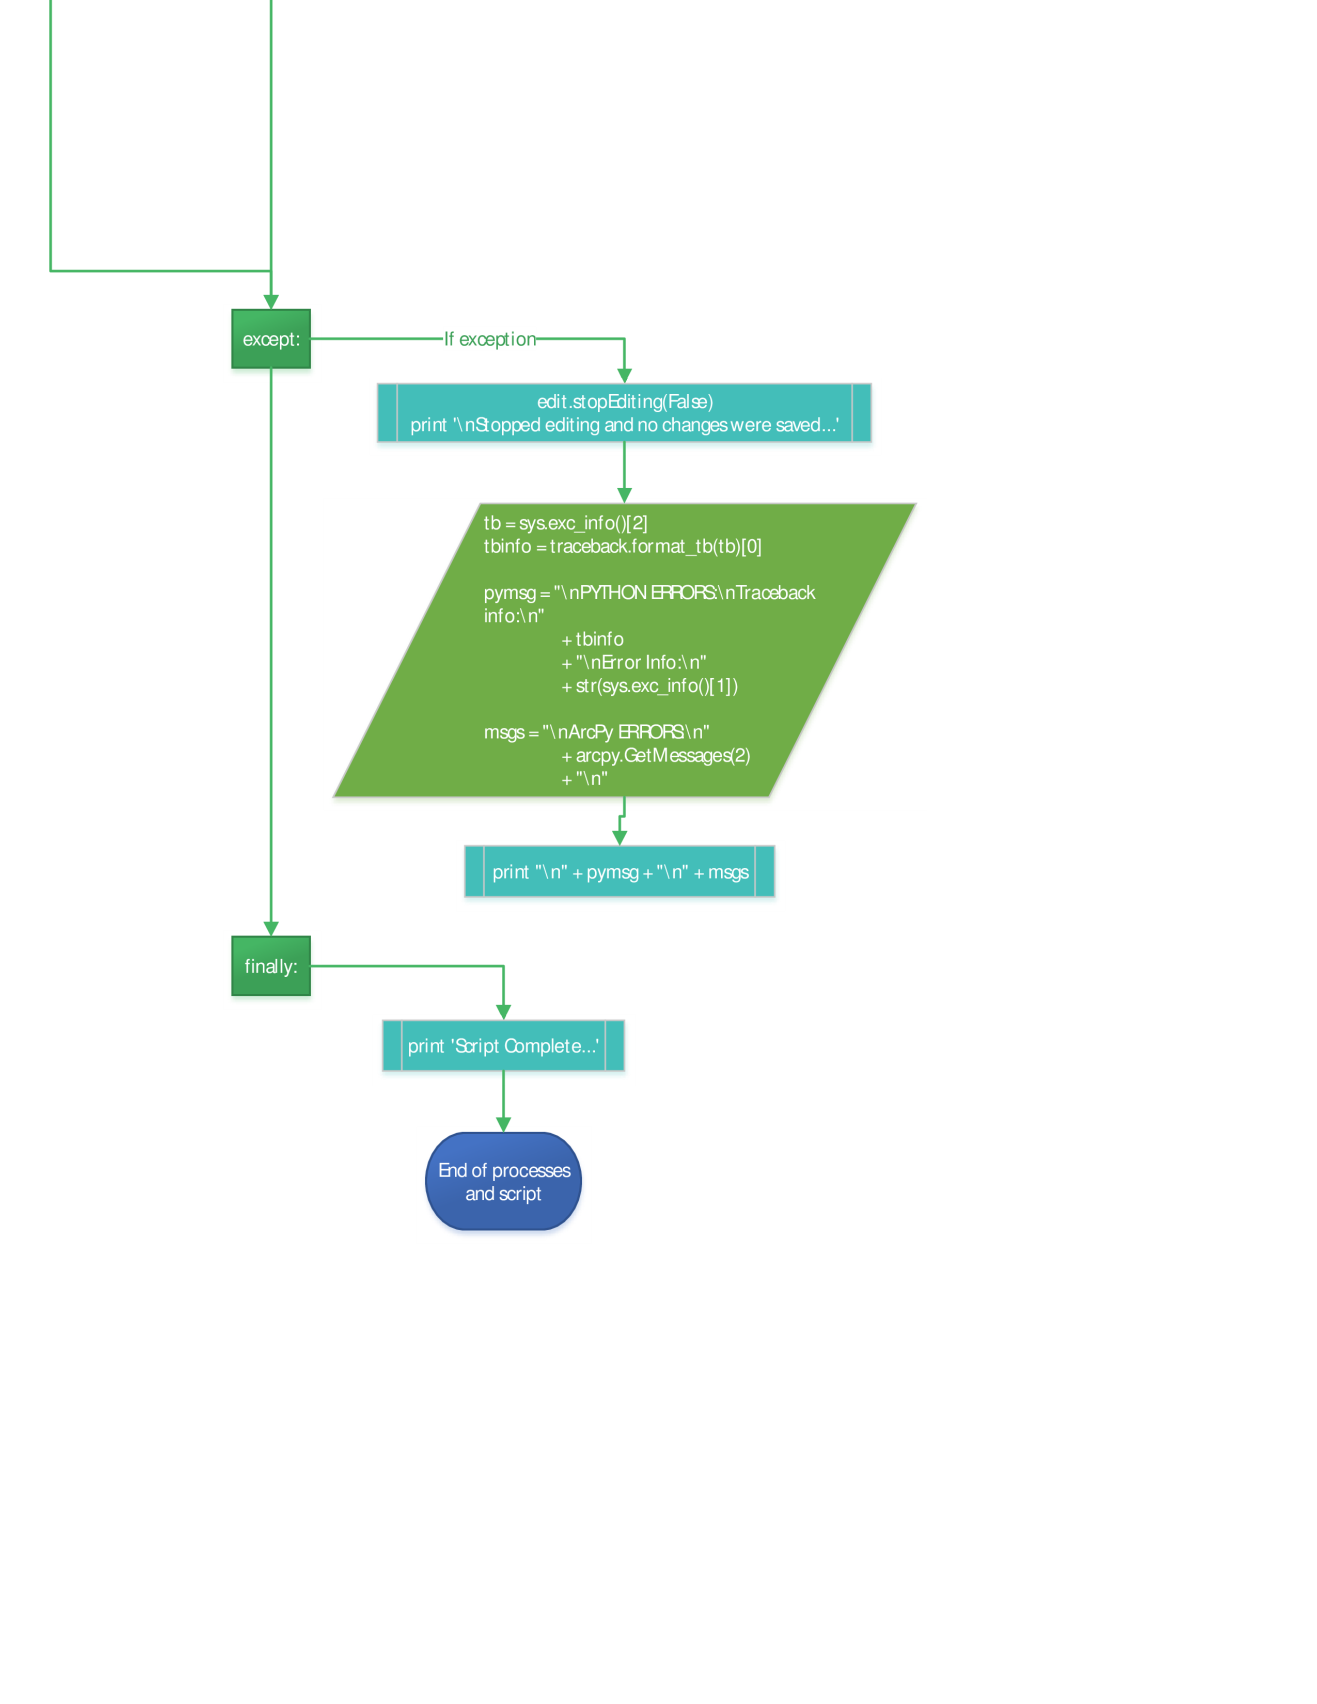 except:
If exception
edit.stopEditing(False)
print '\nStopped editing and no changes were saved...'
tb = sys.exc_info()[2]
tbinfo = traceback.format_tb(tb)[0]
pymsg = "\nPYTHON ERRORS:\nTraceback
info:\n"
+ tbinfo
+ "\nError Info:\n"
+ str(sys.exc_info()[1])
msgs = "\nArcPy ERRORS:\n"
+ arcpy.GetMessages(2)
+ "\n"
print "\n" + pymsg + "\n" + msgs
finally:
print 'Script Complete...'
End of processes
and script